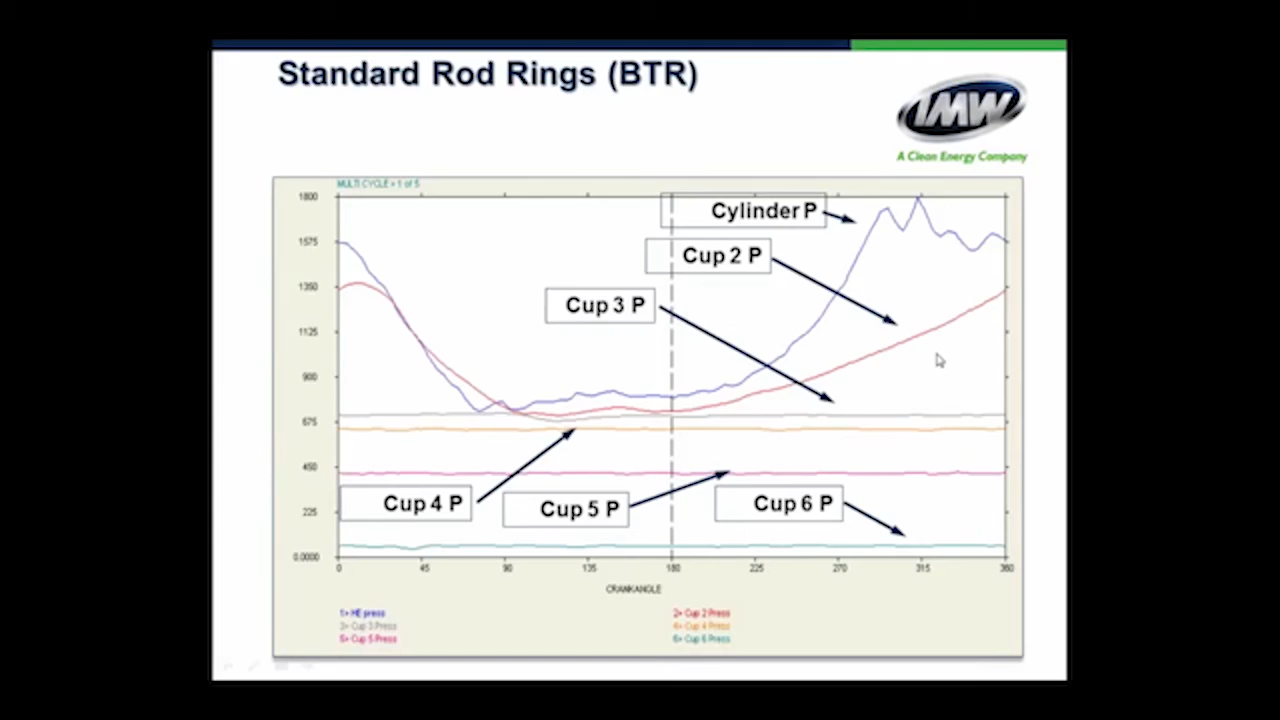 Standard Rod Rings (BTR)
IMW
A Clean Energy Company
MULTI CYCLE > 1 of 5
1800
1575
1350
1125
900
675
450
225
0.0000
Cylinder P
Cup 2 P
Cup 3 P
Cup 4 P
Cup 5 P
Cup 6 P
0 45 90 135 180 225 270 315 360
CRANKANGLE
1> HE press 2> Cup 2 Press
3> Cup 3 Press 4> Cup 4 Press
5> Cup 5 Press 6> Cup 6 Press